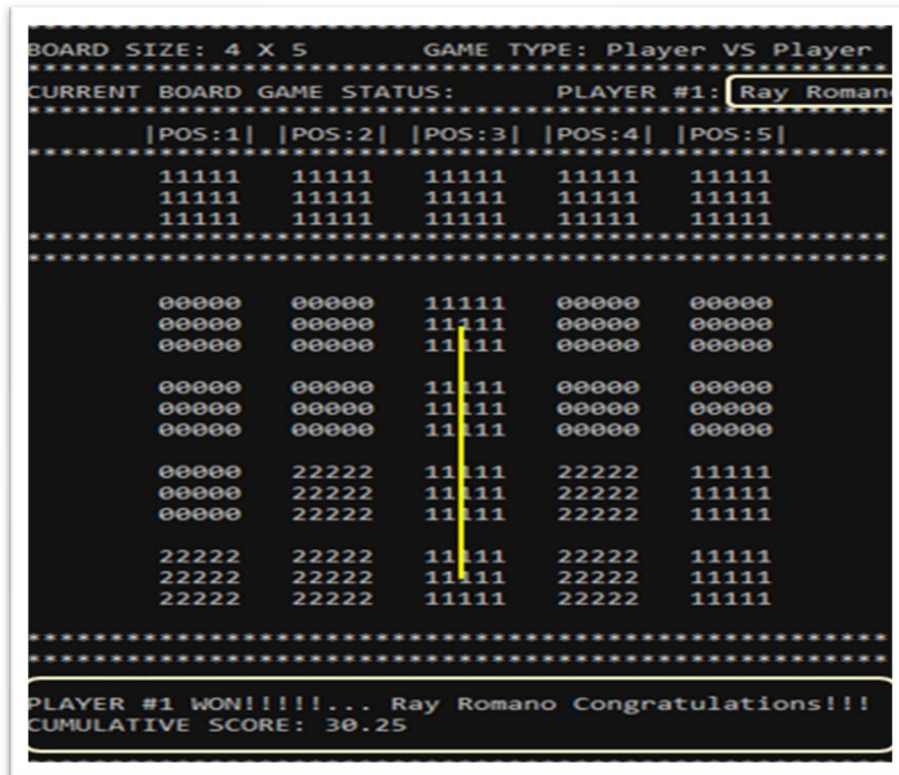 BOARD SIZE: 4 X 5 GAME TYPE: Player VS Player
*****************************************************
CURRENT BOARD GAME STATUS: PLAYER #1: Ray Roman
*****************************************************
|POS:1| |POS:2| |POS:3| |POS:4| |POS:5|
*****************************************************
11111 11111 11111 11111 11111
11111 11111 11111 11111 11111
11111 11111 11111 11111 11111
*****************************************************
*****************************************************
00000 00000 11111 00000 00000
00000 00000 11111 00000 00000
00000 00000 11111 00000 00000
00000 00000 11111 00000 00000
00000 00000 11111 00000 00000
00000 00000 11111 00000 00000
00000 22222 11111 22222 11111
00000 22222 11111 22222 11111
00000 22222 11111 22222 11111
22222 22222 11111 22222 11111
22222 22222 11111 22222 11111
22222 22222 11111 22222 11111
*****************************************************
*****************************************************
PLAYER #1 WON!!!!!... Ray Romano Congratulations!!!
CUMULATIVE SCORE: 30.25